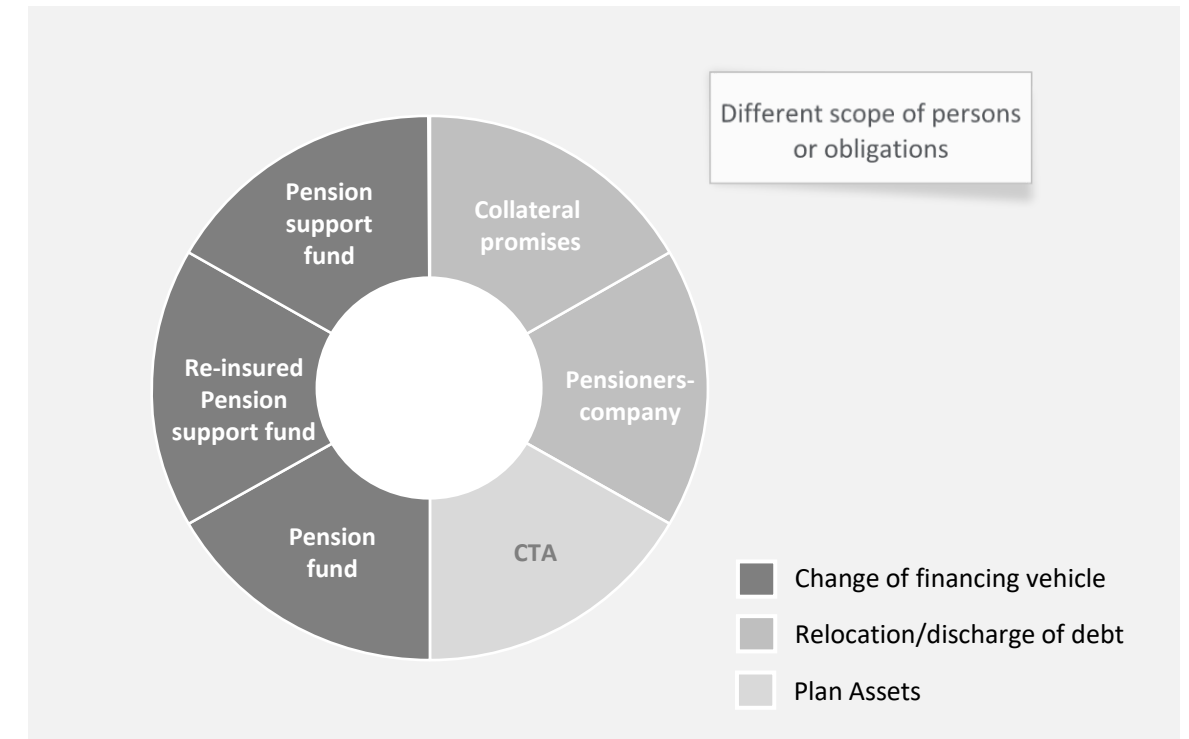 Different scope of persons
or obligations
Pension
support
fund
Collateral
promises
Re-insured
Pension
support fund
Pensioners-
company
Pension
fund
CTA
Change of financing vehicle
Relocation/discharge of debt
Plan Assets